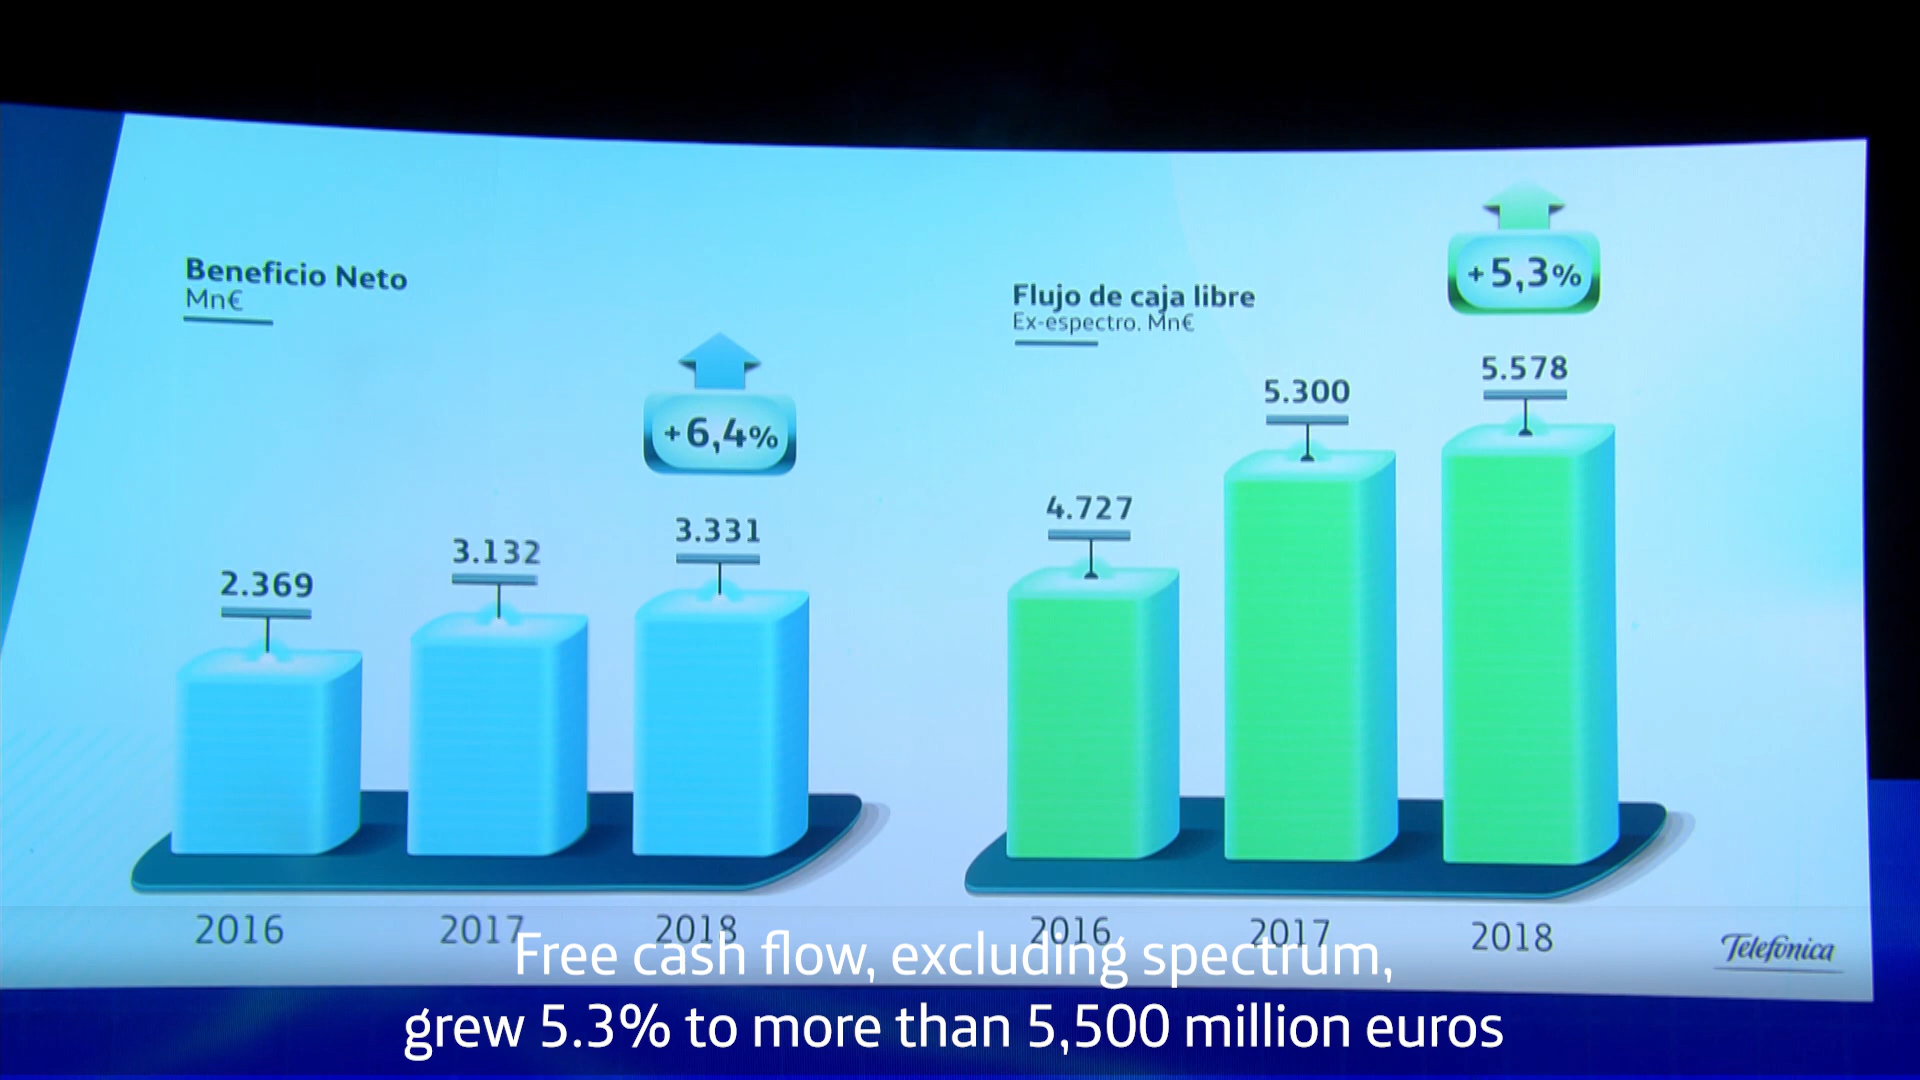 Beneficio Neto
Mn€
+6,4%
2.369
3.132
3.331
2016
2017
2018
Flujo de caja libre
Ex-espectro. Mn€
+5,3%
4.727
5.300
5.578
2016
2017
2018
Telefónica
Free cash flow, excluding spectrum,
grew 5.3% to more than 5,500 million euros